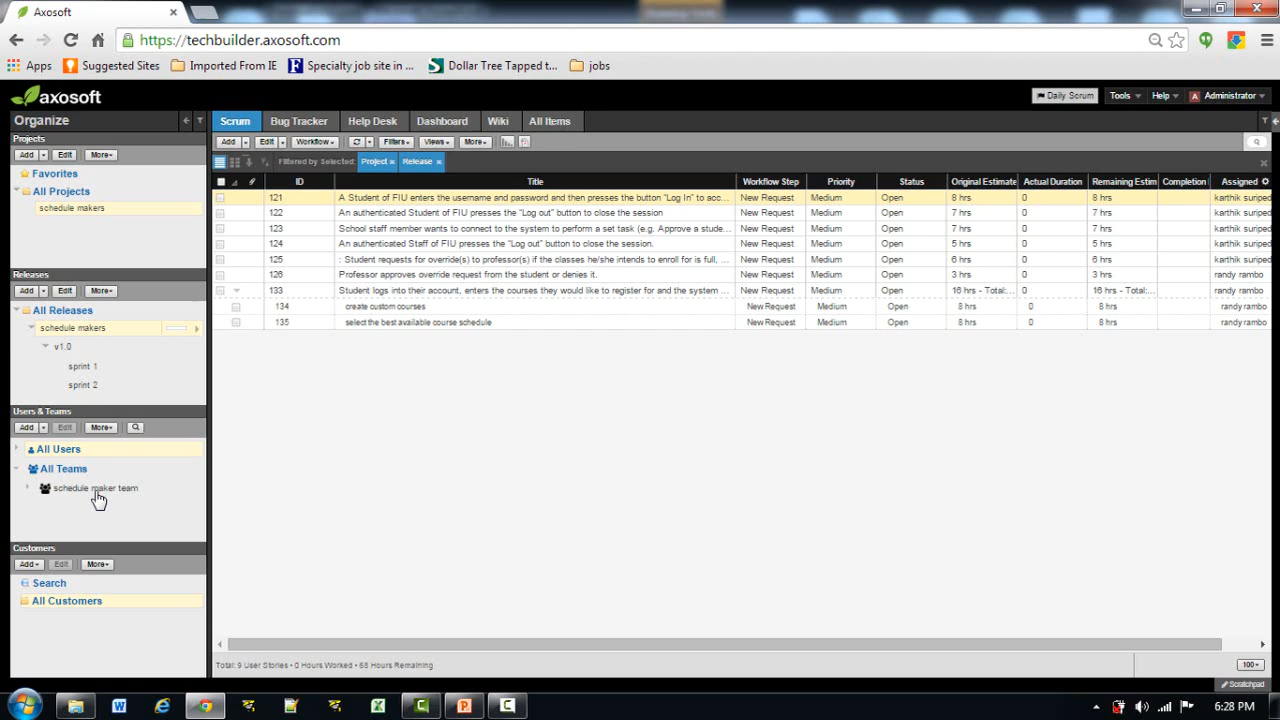 Axosoft
https://techbuilder.axosoft.com
Apps Suggested Sites Imported From IE Specialty job site in ... Dollar Tree Tapped t... jobs
axosoft Daily Scrum Tools Help A Administrator
Organize Scrum Bug Tracker Help Desk Dashboard Wiki All Items
Projects
Add Edit More
Favorites
All Projects
schedule makers
Releases
Add Edit More
All Releases
schedule makers
v1.0
sprint 1
sprint 2
Users & Teams
Add Edit More
All Users
All Teams
schedule maker team
Customers
Add Edit More
Search
All Customers
Add Edit Workflow Filters Views More
Filtered by Selected: Project Release
ID Title Workflow Step Priority Status Original Estimate Actual Duration Remaining Estim Completion Assigned
121 A Student of FIU enters the username and password and then presses the button "Log In" to acc... New Request Medium Open 8 hrs 0 8 hrs karthik suriped
122 An authenticated Student of FIU presses the "Log out" button to close the session New Request Medium Open 7 hrs 0 7 hrs karthik suriped
123 School staff member wants to connect to the system to perform a set task (e.g. Approve a stude... New Request Medium Open 7 hrs 0 7 hrs karthik suriped
124 An authenticated Staff of FIU presses the "Log out" button to close the session. New Request Medium Open 5 hrs 0 5 hrs karthik suriped
125 : Student requests for override(s) to professor(s) if the classes he/she intends to enroll for is full, ... New Request Medium Open 6 hrs 0 6 hrs karthik suriped
126 Professor approves override request from the student or denies it. New Request Medium Open 3 hrs 0 3 hrs randy rambo
133 Student logs into their account, enters the courses they would like to register for and the system ... New Request Medium Open 16 hrs - Total:... 0 16 hrs - Total:... randy rambo
134 create custom courses New Request Medium Open 8 hrs 0 8 hrs randy rambo
135 select the best available course schedule New Request Medium Open 8 hrs 0 8 hrs randy rambo
Total: 9 User Stories • 0 Hours Worked • 68 Hours Remaining 100
Scratchpad
6:28 PM